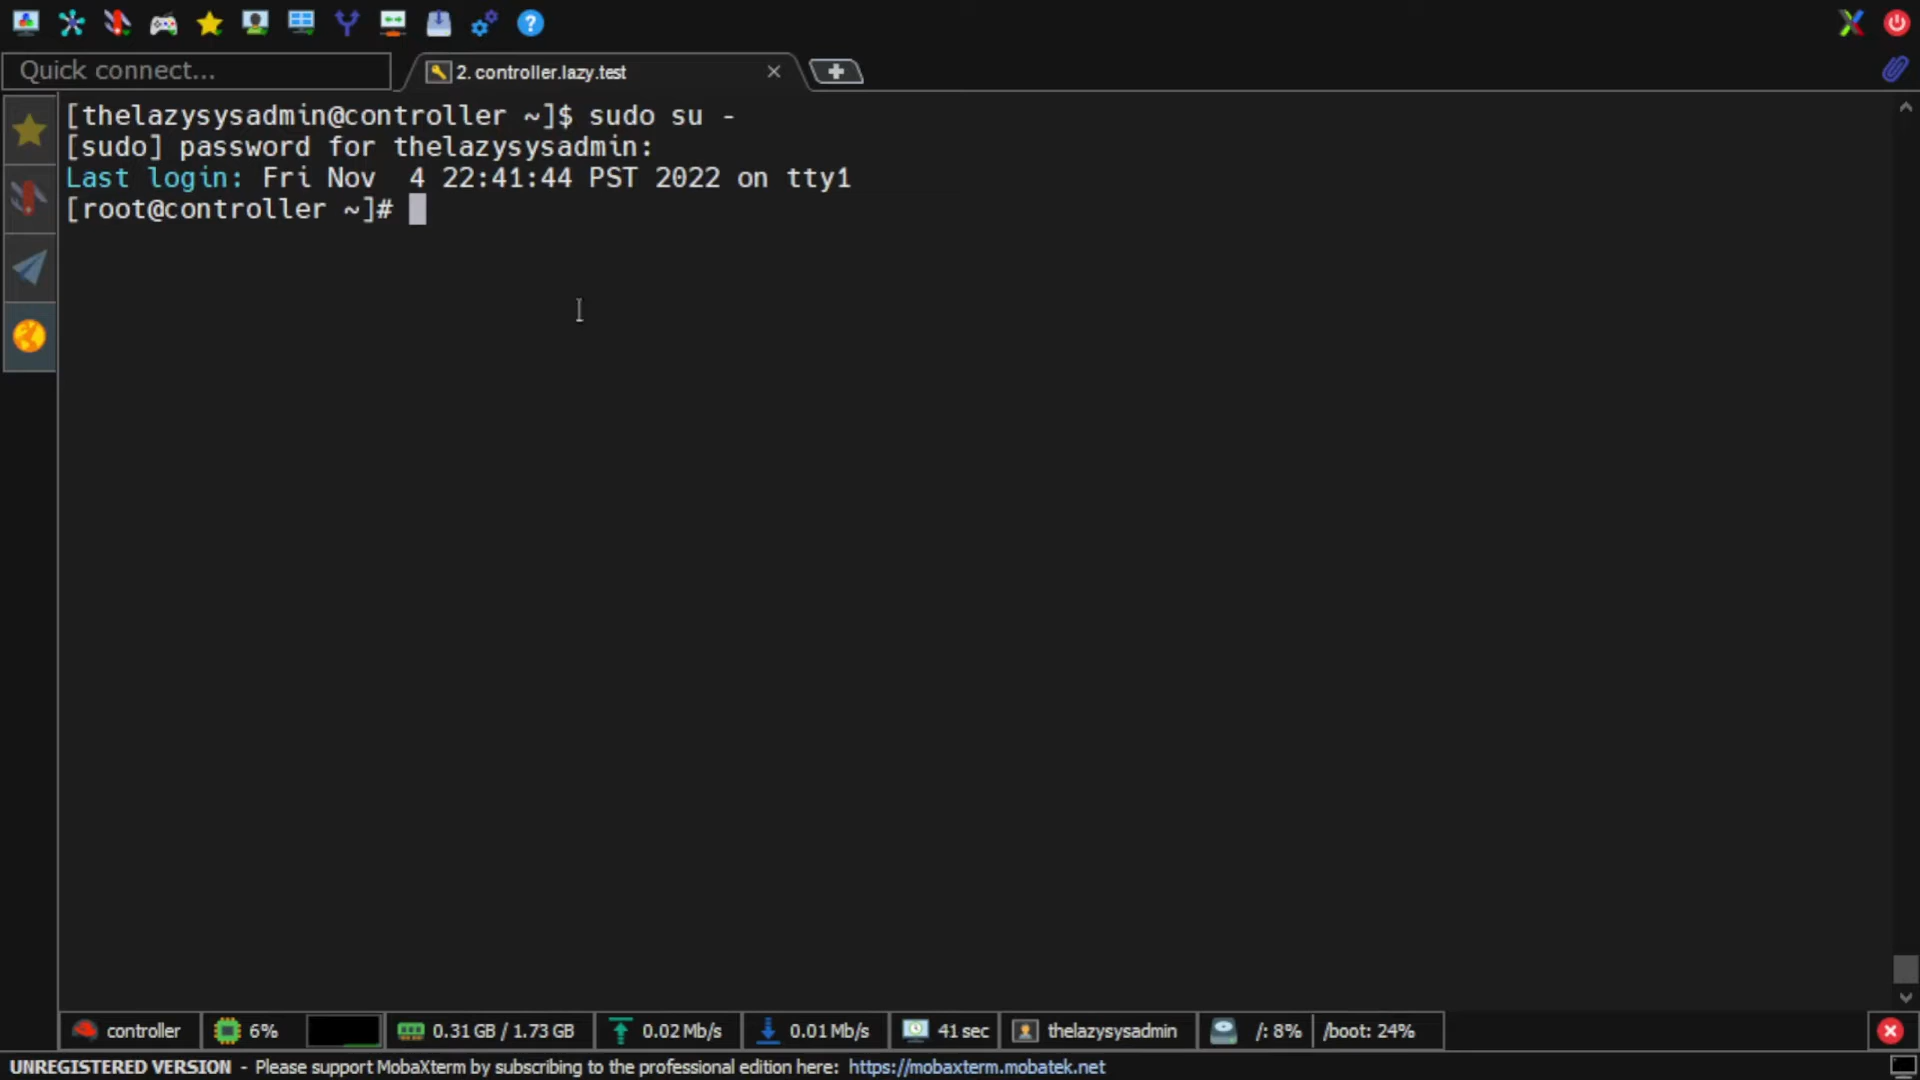 Quick connect...
2. controller.lazy.test
[thelazysysadmin@controller ~]$ sudo su -
[sudo] password for thelazysysadmin:
Last login: Fri Nov  4 22:41:44 PST 2022 on tty1
[root@controller ~]#
controller 6% 0.31 GB / 1.73 GB 0.02 Mb/s 0.01 Mb/s 41 sec thelazysysadmin /: 8% /boot: 24%
UNREGISTERED VERSION - Please support MobaXterm by subscribing to the professional edition here: https://mobaxterm.mobatek.net